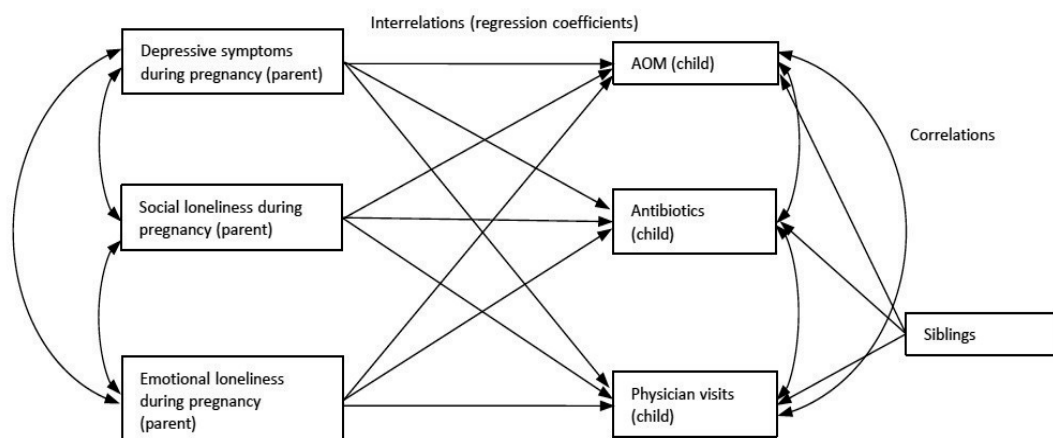 Interrelations (regression coefficients)
Depressive symptoms
during pregnancy (parent)
AOM (child)
Correlations
Social loneliness during
pregnancy (parent)
Antibiotics
(child)
Siblings
Emotional loneliness
during pregnancy
(parent)
Physician visits
(child)